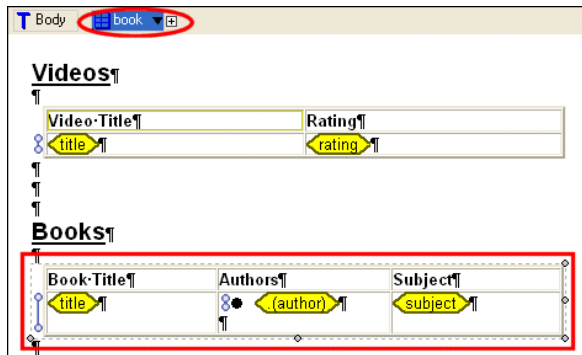 Body book
Videos¶
¶
Video·Title¶ Rating¶
title ¶ rating ¶
¶
¶
¶
Books¶
¶
Book·Title¶ Authors¶ Subject¶
title ¶ ● .(author) ¶ subject ¶
¶
¶